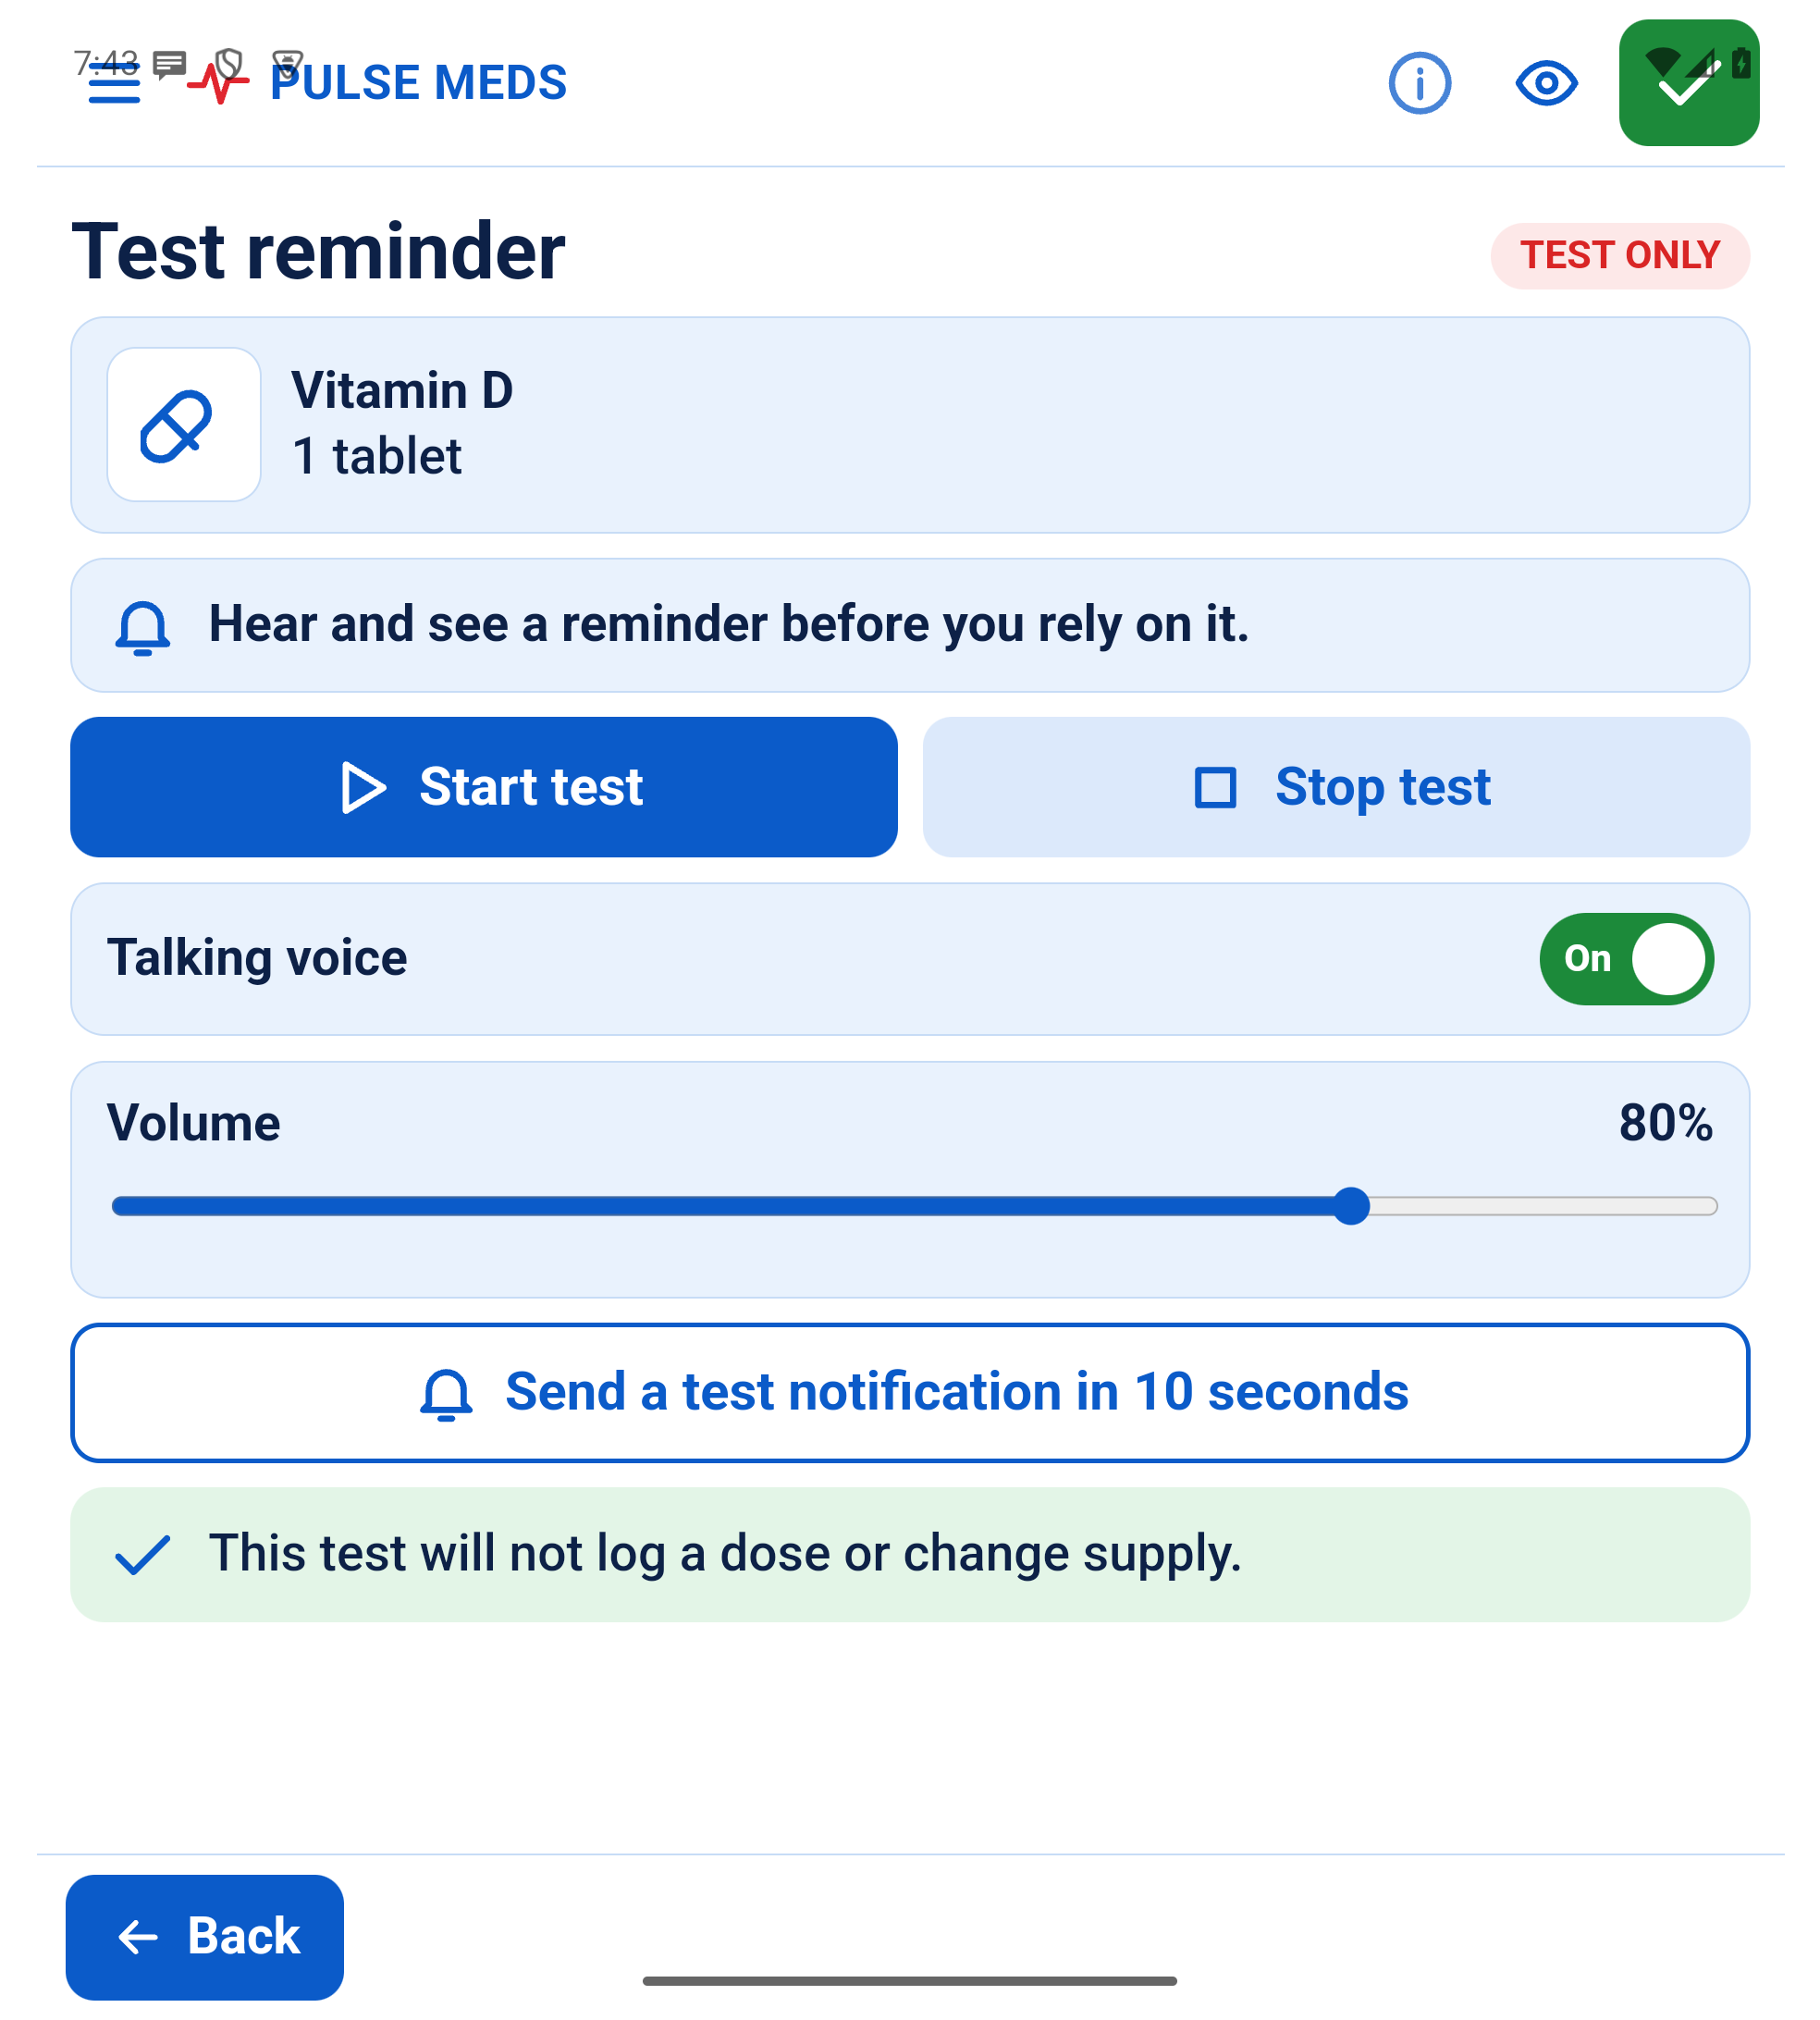 7:43
PULSE MEDS
Test reminder
TEST ONLY
Vitamin D
1 tablet
Hear and see a reminder before you rely on it.
Start test
Stop test
Talking voice
On
Volume
80%
Send a test notification in 10 seconds
This test will not log a dose or change supply.
Back